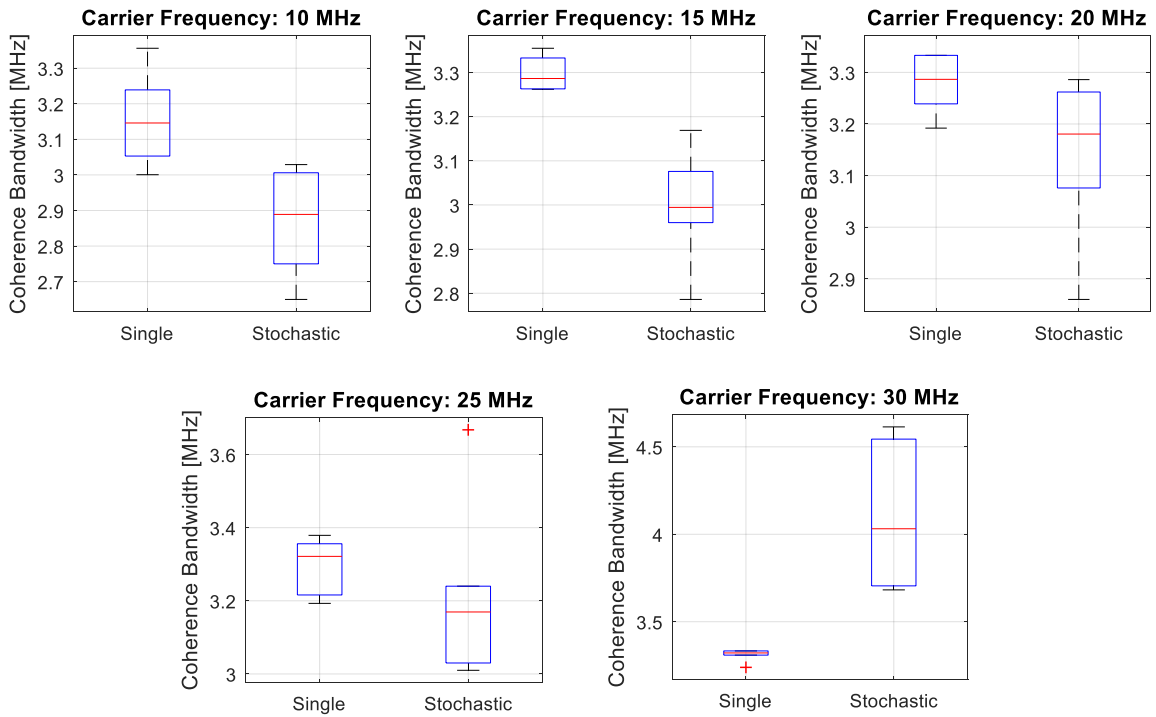 Carrier Frequency: 10 MHz
Coherence Bandwidth [MHz]
3.3
3.2
3.1
3
2.9
2.8
2.7
Single
Stochastic
Carrier Frequency: 15 MHz
Coherence Bandwidth [MHz]
3.3
3.2
3.1
3
2.9
2.8
Single
Stochastic
Carrier Frequency: 20 MHz
Coherence Bandwidth [MHz]
3.3
3.2
3.1
3
2.9
Single
Stochastic
Carrier Frequency: 25 MHz
Coherence Bandwidth [MHz]
3.6
3.4
3.2
3
Single
Stochastic
Carrier Frequency: 30 MHz
Coherence Bandwidth [MHz]
4.5
4
3.5
Single
Stochastic